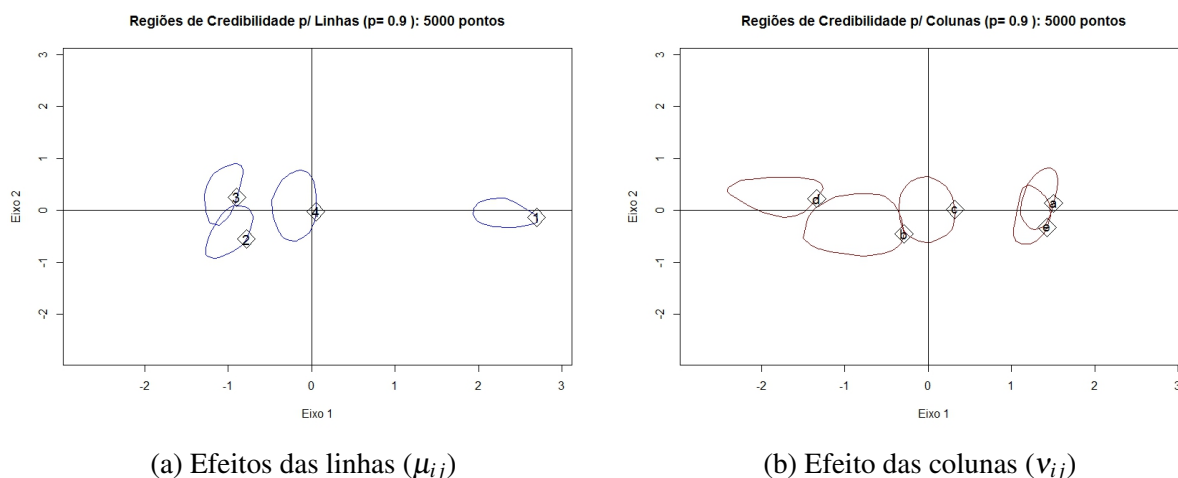 Regiões de Credibilidade p/ Linhas (p= 0.9 ): 5000 pontos
3
2
1
0
-1
-2
Eixo 2
3
2
4
1
-2
-1
0
1
2
3
Eixo 1
(a) Efeitos das linhas (μij)
Regiões de Credibilidade p/ Colunas (p= 0.9 ): 5000 pontos
3
2
1
0
-1
-2
Eixo 2
d
b
c
a
e
-2
-1
0
1
2
3
Eixo 1
(b) Efeito das colunas (νij)